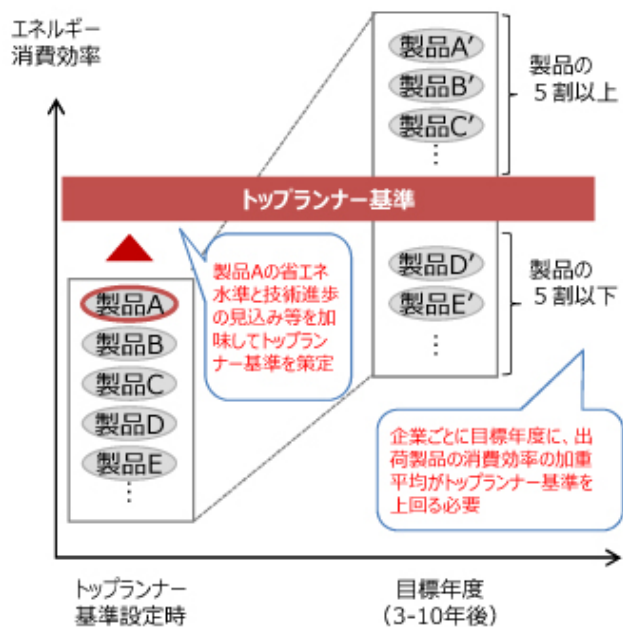 エネルギー
消費効率
製品A′
製品B′
製品C′
⋮
製品の
5割以上
トップランナー基準
製品A
製品B
製品C
製品D
製品E
⋮
製品Aの省エネ
水準と技術進歩
の見込み等を加
味してトップラン
ナー基準を策定
製品D′
製品E′
⋮
製品の
5割以下
企業ごとに目標年度に、出
荷製品の消費効率の加重
平均がトップランナー基準を
上回る必要
トップランナー
基準設定時
目標年度
(3-10年後)